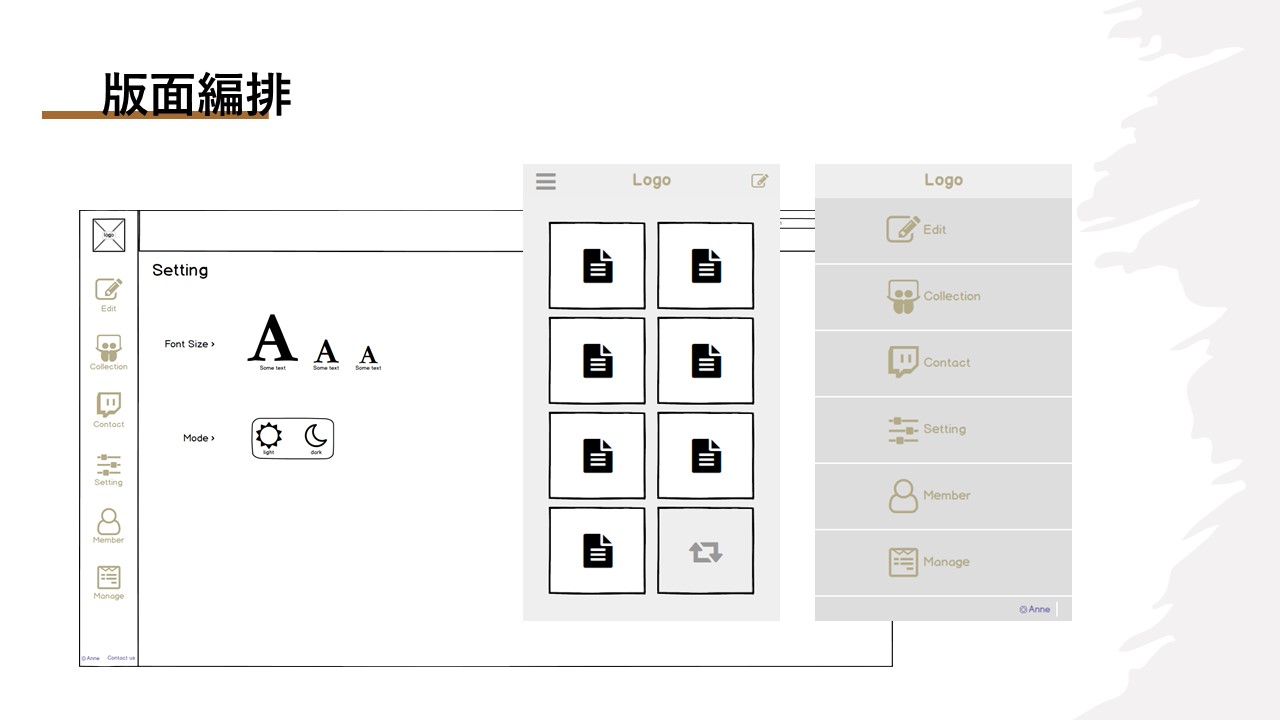 版面編排
logo
Edit
Collection
Contact
Setting
Member
Manage
©Anne Contact us
Setting
Font Size ›
Some text Some text Some text
Mode ›
light dark
Logo
Logo
Edit
Collection
Contact
Setting
Member
Manage
©Anne